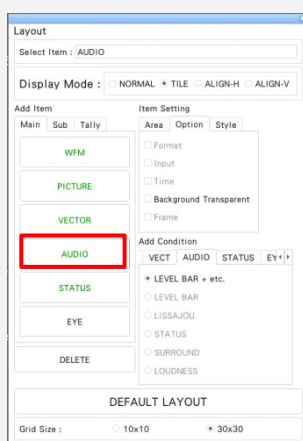 Layout
Select Item : AUDIO
Display Mode : NORMAL TILE ALIGN-H ALIGN-V
Add Item
Main Sub Tally
WFM
PICTURE
VECTOR
AUDIO
STATUS
EYE
DELETE
Item Setting
Area Option Style
Format
Input
Time
Background Transparent
Frame
Add Condition
VECT AUDIO STATUS EY
LEVEL BAR + etc.
LEVEL BAR
LISSAJOU
STATUS
SURROUND
LOUDNESS
DEFAULT LAYOUT
Grid Size : 10x10 30x30